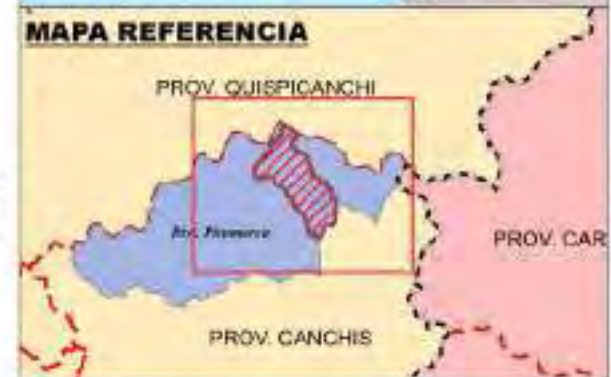 MAPA REFERENCIA
PROV. QUISPICANCHI
PROV. CAR
PROV. CANCHIS